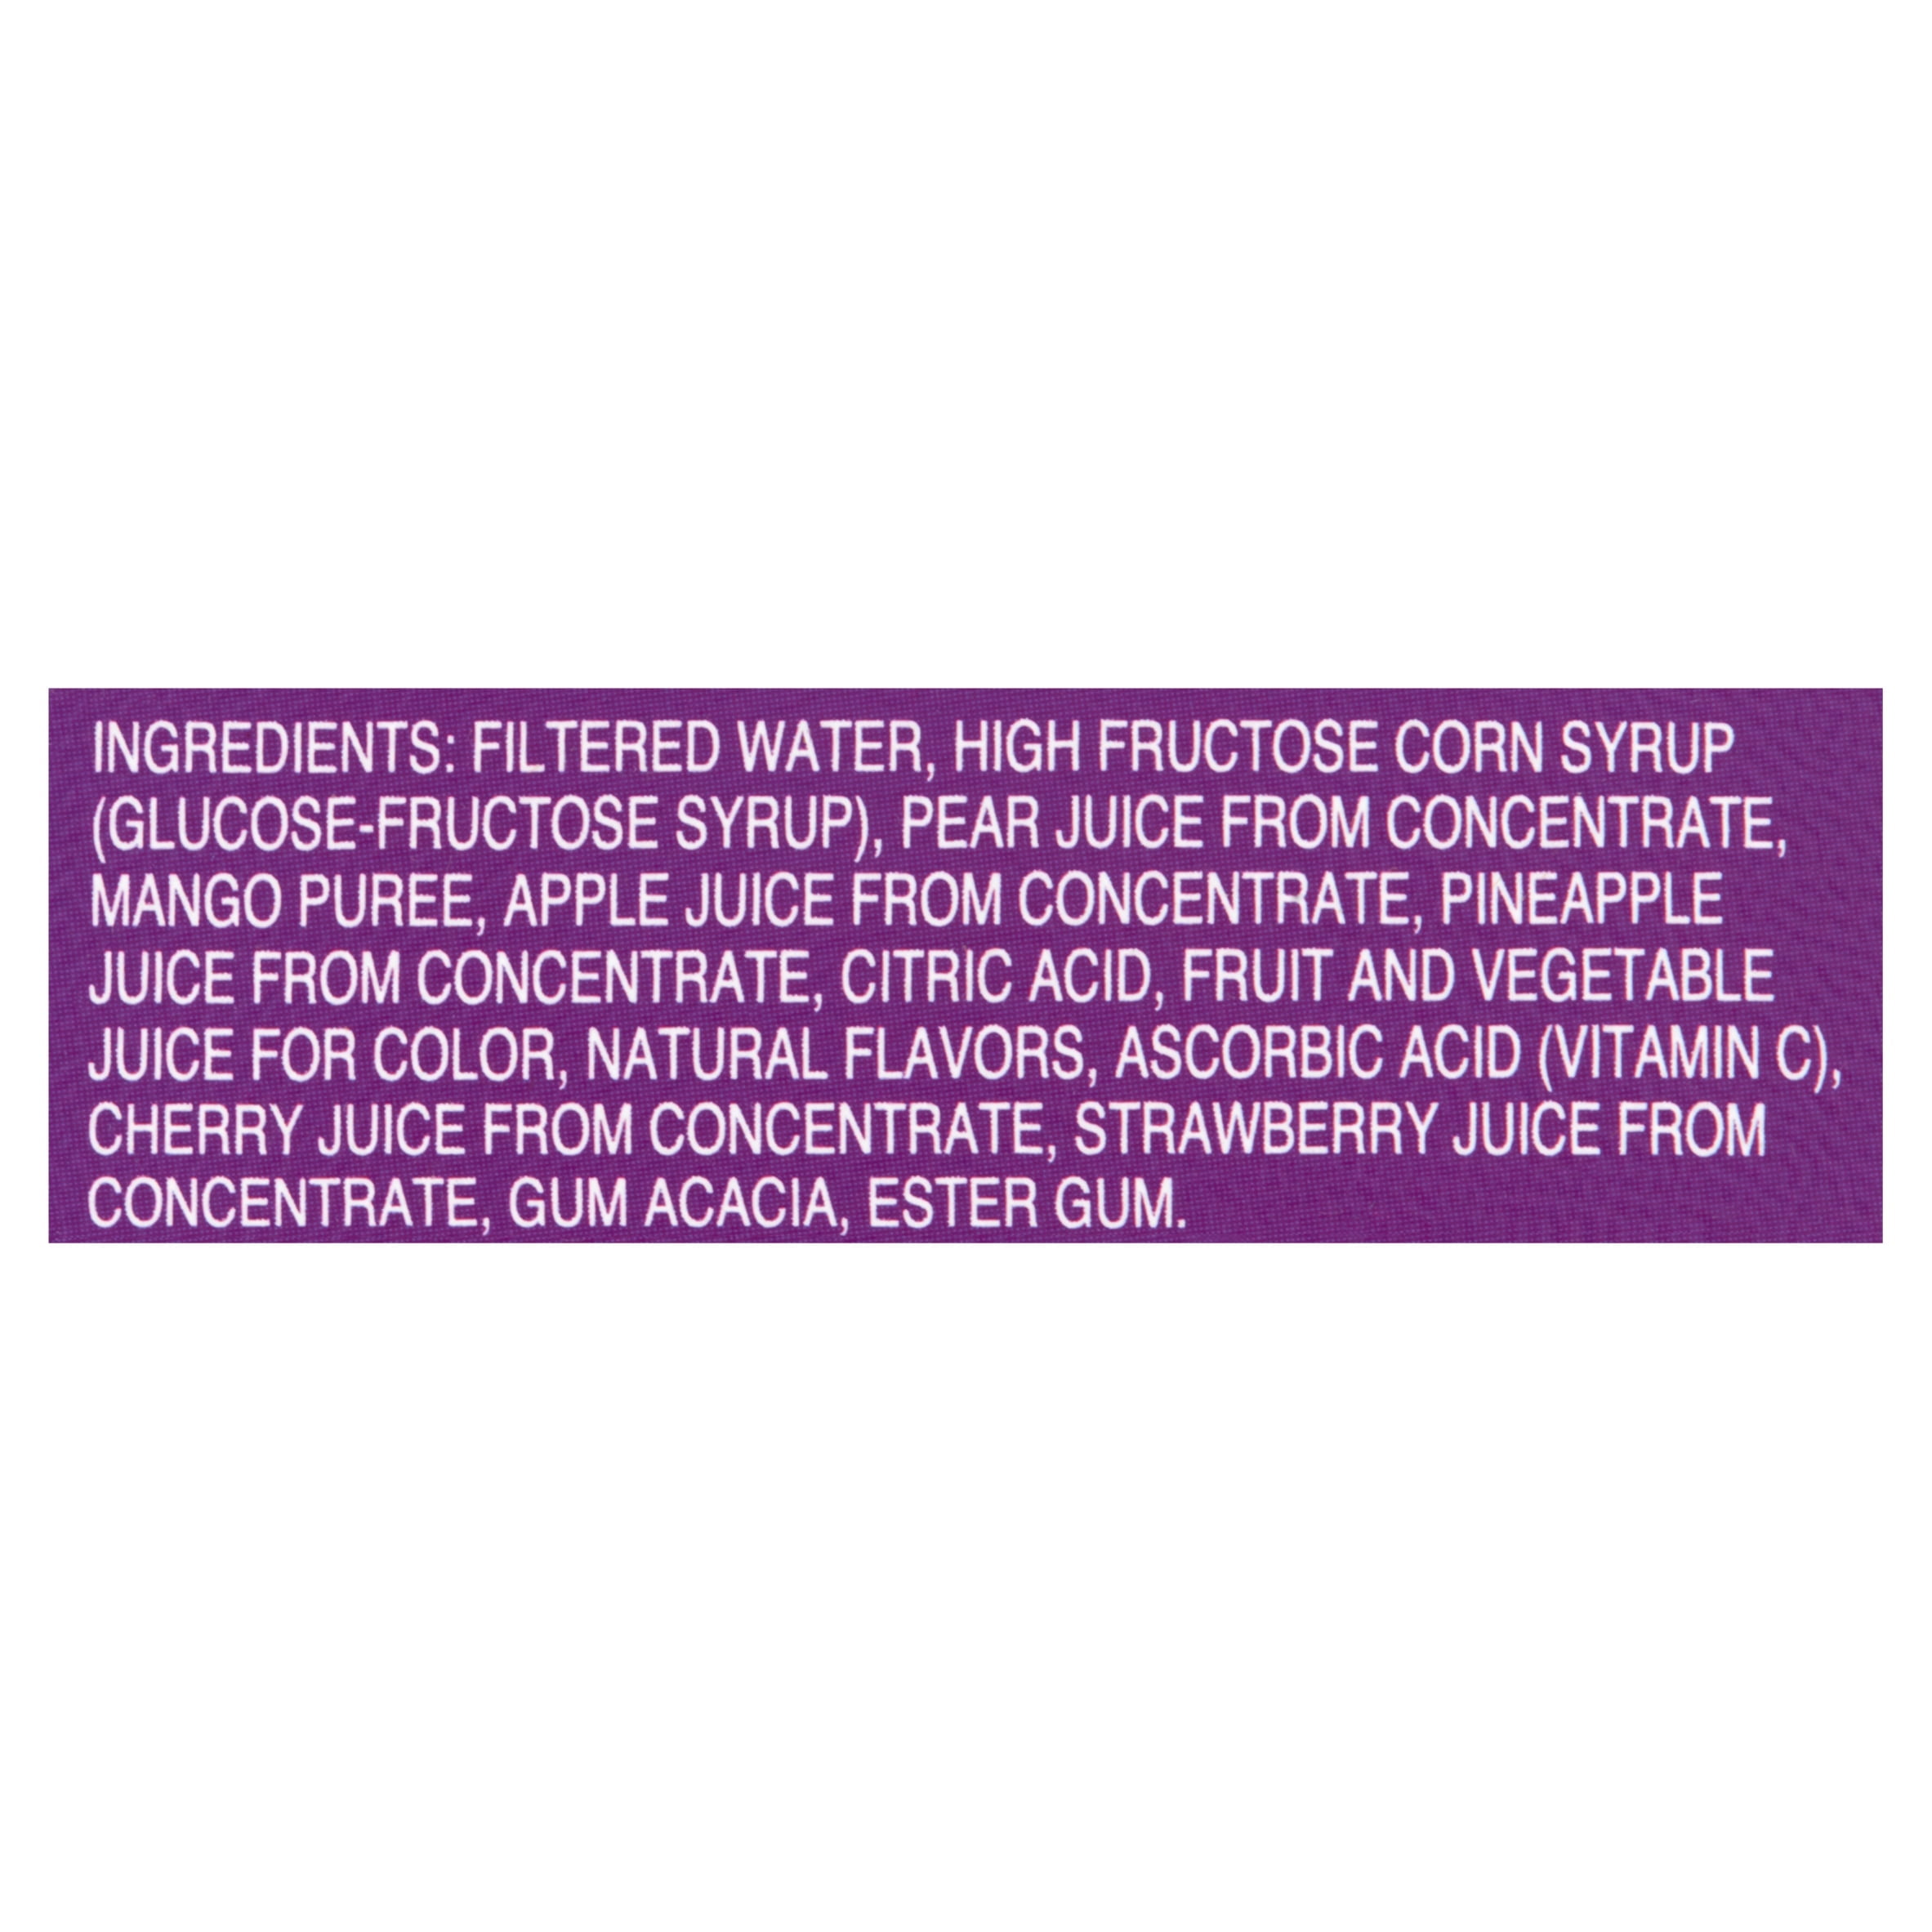 INGREDIENTS: FILTERED WATER, HIGH FRUCTOSE CORN SYRUP
(GLUCOSE-FRUCTOSE SYRUP), PEAR JUICE FROM CONCENTRATE,
MANGO PUREE, APPLE JUICE FROM CONCENTRATE, PINEAPPLE
JUICE FROM CONCENTRATE, CITRIC ACID, FRUIT AND VEGETABLE
JUICE FOR COLOR, NATURAL FLAVORS, ASCORBIC ACID (VITAMIN C),
CHERRY JUICE FROM CONCENTRATE, STRAWBERRY JUICE FROM
CONCENTRATE, GUM ACACIA, ESTER GUM.